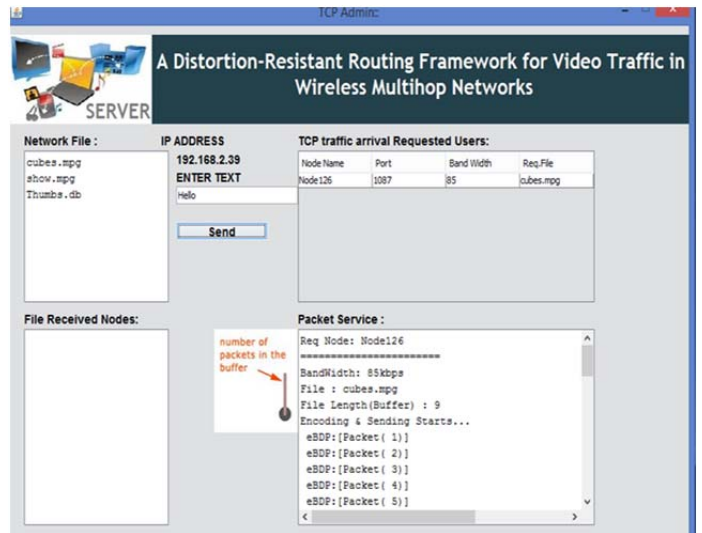 TCP Admin::
SERVER
A Distortion-Resistant Routing Framework for Video Traffic in
Wireless Multihop Networks
Network File :
cubes.mpg
show.mpg
Thumbs.db
IP ADDRESS
192.168.2.39
ENTER TEXT
Hello
Send
TCP traffic arrival Requested Users:
Node Name Port Band Width Req.File
Node126 1087 85 cubes.mpg
File Received Nodes:
number of
packets in the
buffer
Packet Service :
Req Node: Node126
=======================
BandWidth: 85kbps
File : cubes.mpg
File Length(Buffer) : 9
Encoding & Sending Starts...
eBDP:[Packet( 1)]
eBDP:[Packet( 2)]
eBDP:[Packet( 3)]
eBDP:[Packet( 4)]
eBDP:[Packet( 5)]